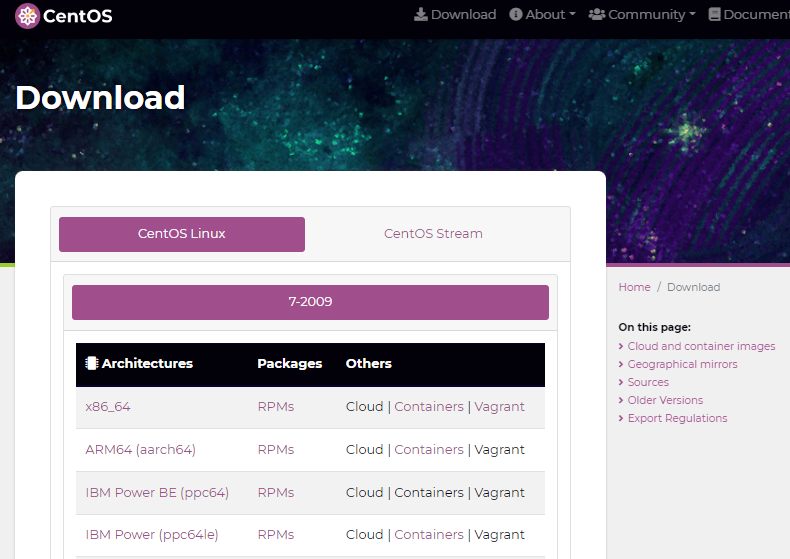 CentOS Download About Community Document
Download
CentOS Linux CentOS Stream
7-2009
Home / Download
On this page:
Cloud and container images
Geographical mirrors
Sources
Older Versions
Export Regulations
Architectures Packages Others
x86_64 RPMs Cloud | Containers | Vagrant
ARM64 (aarch64) RPMs Cloud | Containers | Vagrant
IBM Power BE (ppc64) RPMs Cloud | Containers | Vagrant
IBM Power (ppc64le) RPMs Cloud | Containers | Vagrant